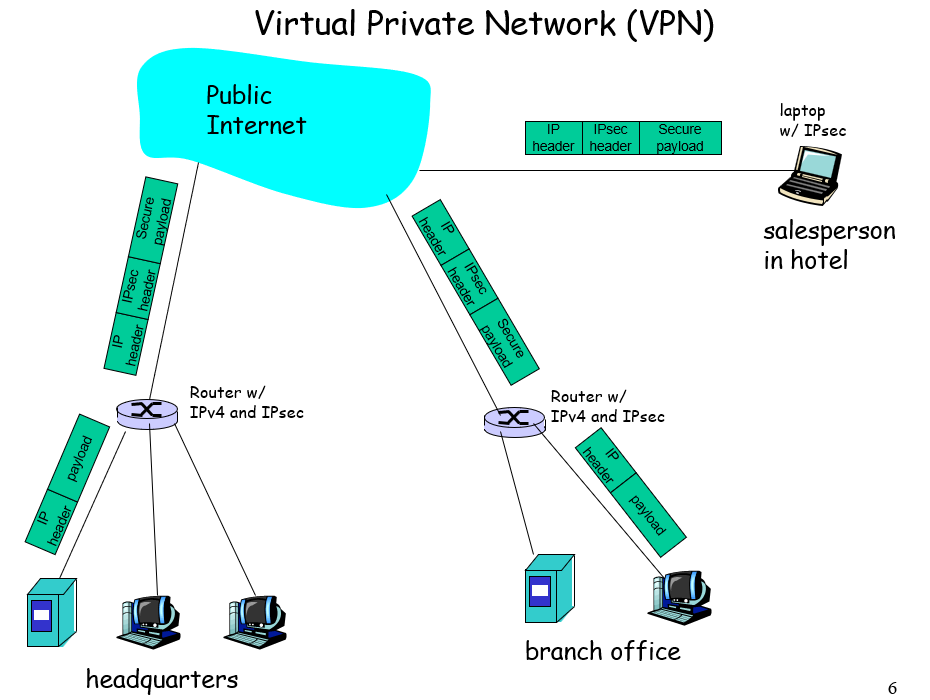 Virtual Private Network (VPN)
Public
Internet
laptop
w/ IPsec
IP
header
IPsec
header
Secure
payload
salesperson
in hotel
Secure
payload
IPsec
header
IP
header
IP
header
IPsec
header
Secure
payload
Router w/
IPv4 and IPsec
Router w/
IPv4 and IPsec
payload
IP
header
IP
header
payload
headquarters
branch office
6